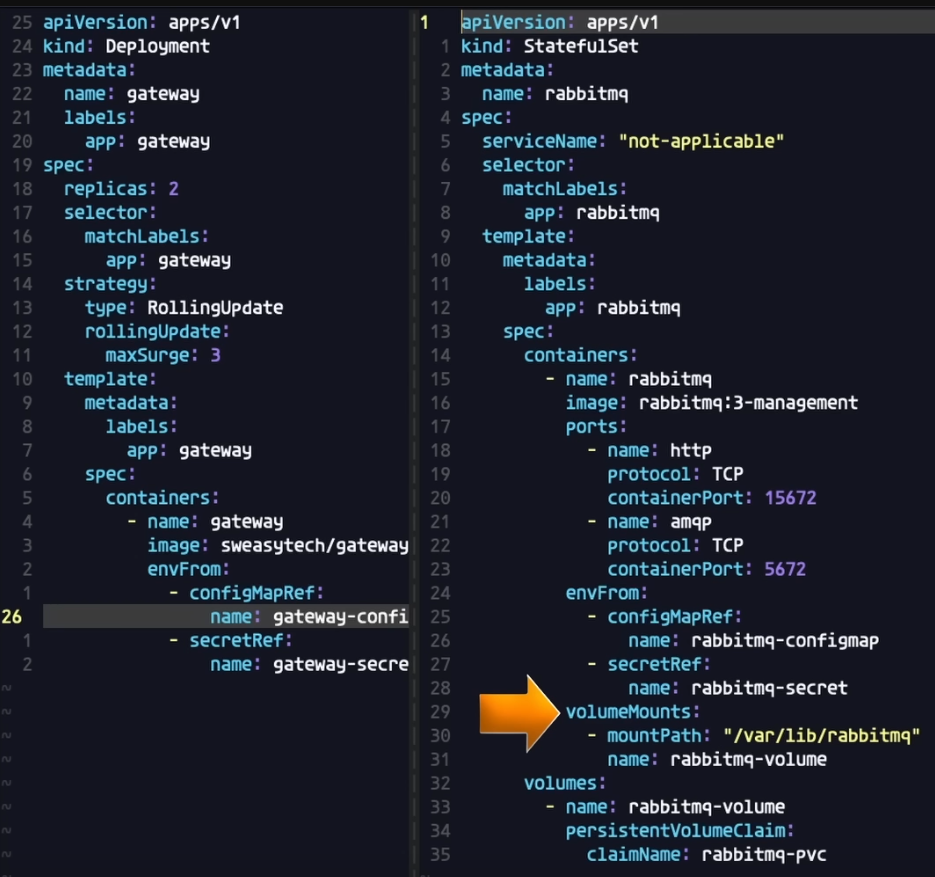 25 apiVersion: apps/v1
24 kind: Deployment
23 metadata:
22   name: gateway
21   labels:
20     app: gateway
19 spec:
18   replicas: 2
17   selector:
16     matchLabels:
15       app: gateway
14   strategy:
13     type: RollingUpdate
12     rollingUpdate:
11       maxSurge: 3
10   template:
9     metadata:
8       labels:
7         app: gateway
6     spec:
5       containers:
4         - name: gateway
3           image: sweasytech/gateway
2           envFrom:
1             - configMapRef:
26                 name: gateway-confi
1             - secretRef:
2                 name: gateway-secre
~
~
~
~
~
~
~
~
1 apiVersion: apps/v1
1 kind: StatefulSet
2 metadata:
3   name: rabbitmq
4 spec:
5   serviceName: "not-applicable"
6   selector:
7     matchLabels:
8       app: rabbitmq
9   template:
10     metadata:
11       labels:
12         app: rabbitmq
13     spec:
14       containers:
15         - name: rabbitmq
16           image: rabbitmq:3-management
17           ports:
18             - name: http
19               protocol: TCP
20               containerPort: 15672
21             - name: amqp
22               protocol: TCP
23               containerPort: 5672
24           envFrom:
25             - configMapRef:
26                 name: rabbitmq-configmap
27             - secretRef:
28                 name: rabbitmq-secret
29           volumeMounts:
30             - mountPath: "/var/lib/rabbitmq"
31               name: rabbitmq-volume
32       volumes:
33         - name: rabbitmq-volume
34           persistentVolumeClaim:
35             claimName: rabbitmq-pvc